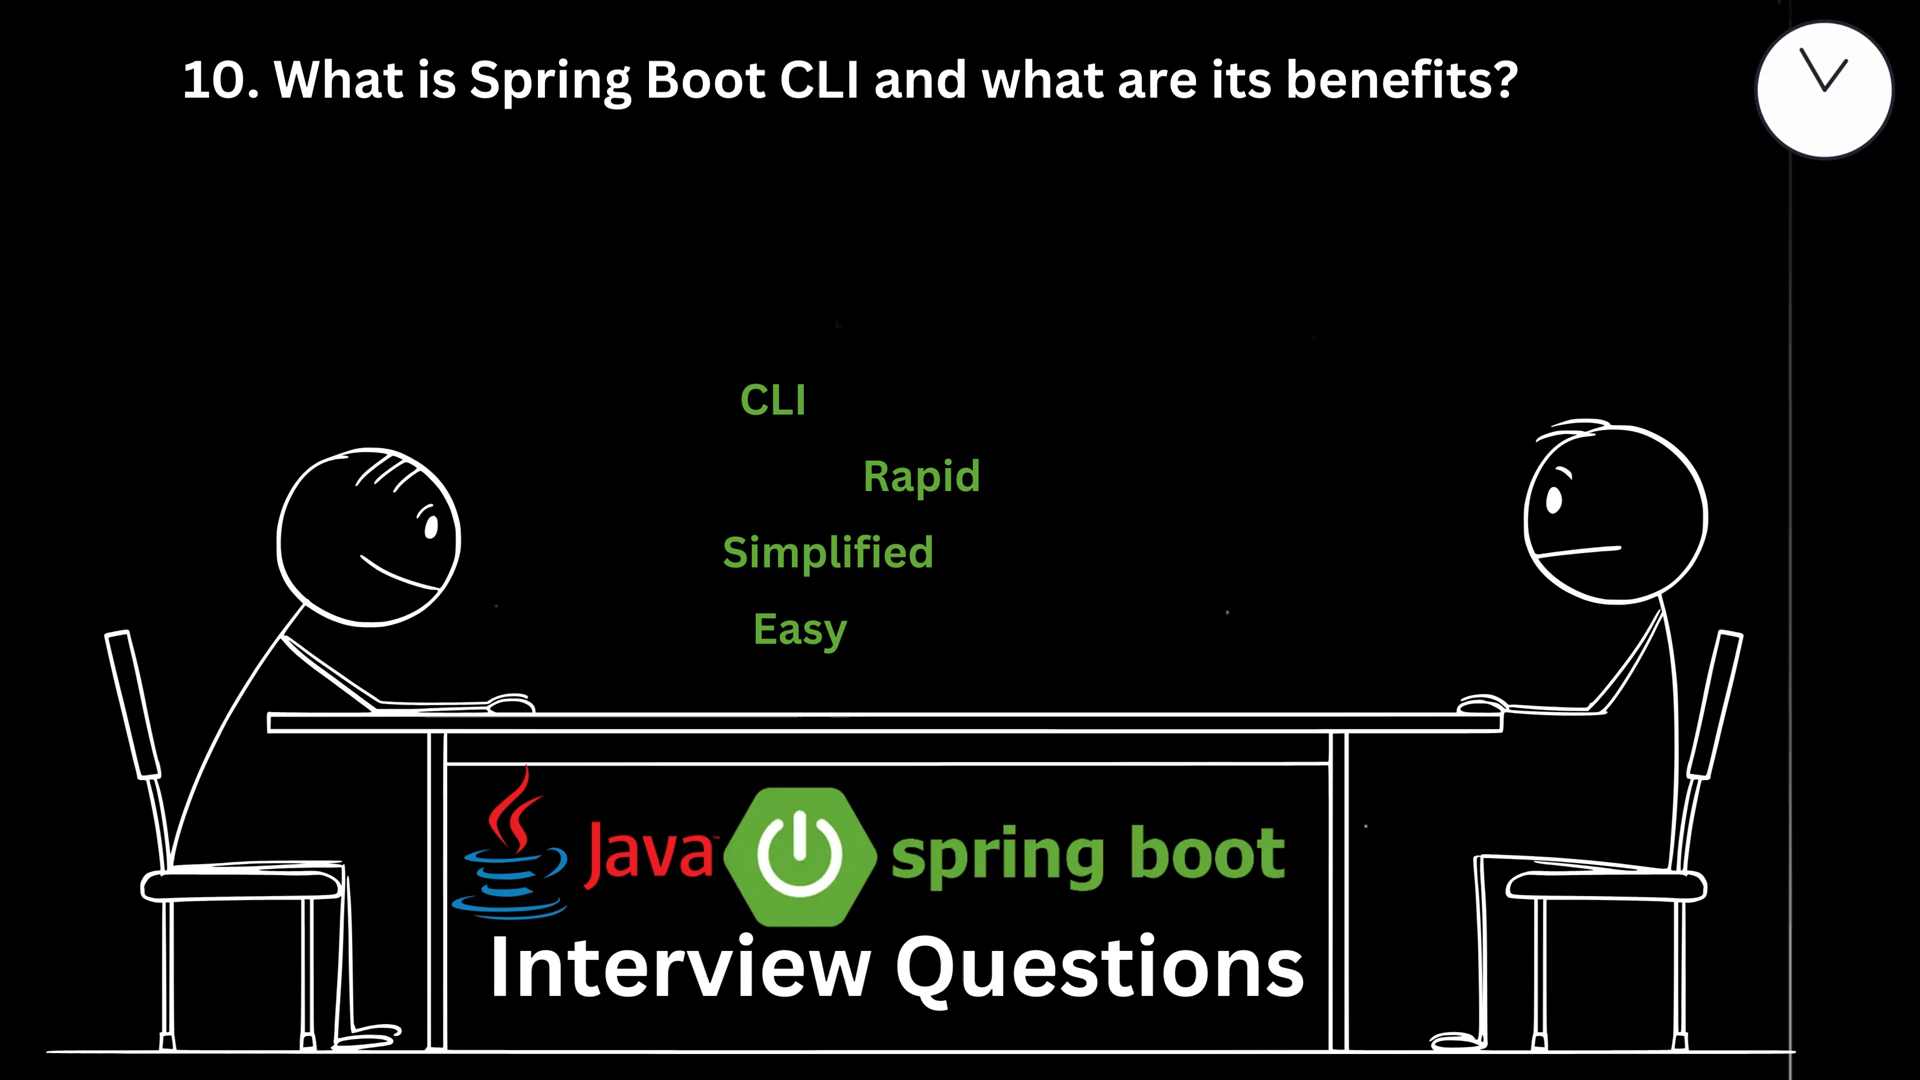 10. What is Spring Boot CLI and what are its benefits?
CLI
Rapid
Simplified
Easy
Java™ spring boot
Interview Questions